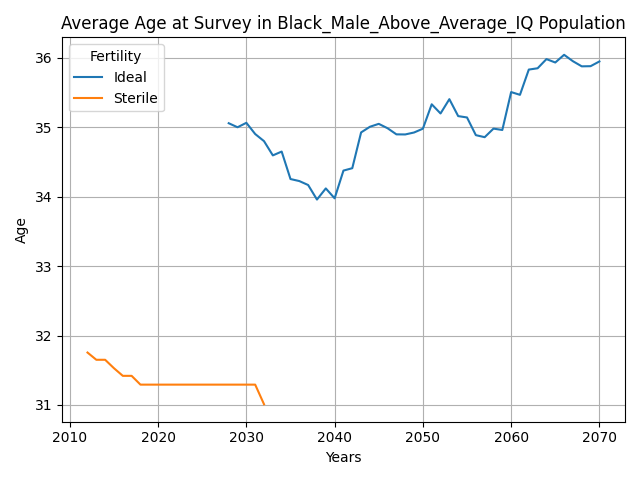 Average Age at Survey in Black_Male_Above_Average_IQ Population
Fertility
Ideal
Sterile
Age
36
35
34
33
32
31
2010 2020 2030 2040 2050 2060 2070
Years